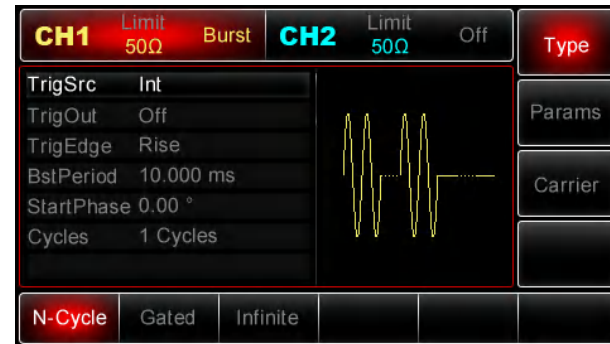 CH1 Limit 50Ω Burst CH2 Limit 50Ω Off Type
TrigSrc Int
TrigOut Off
TrigEdge Rise
BstPeriod 10.000 ms
StartPhase 0.00 °
Cycles 1 Cycles
Params
Carrier
N-Cycle Gated Infinite